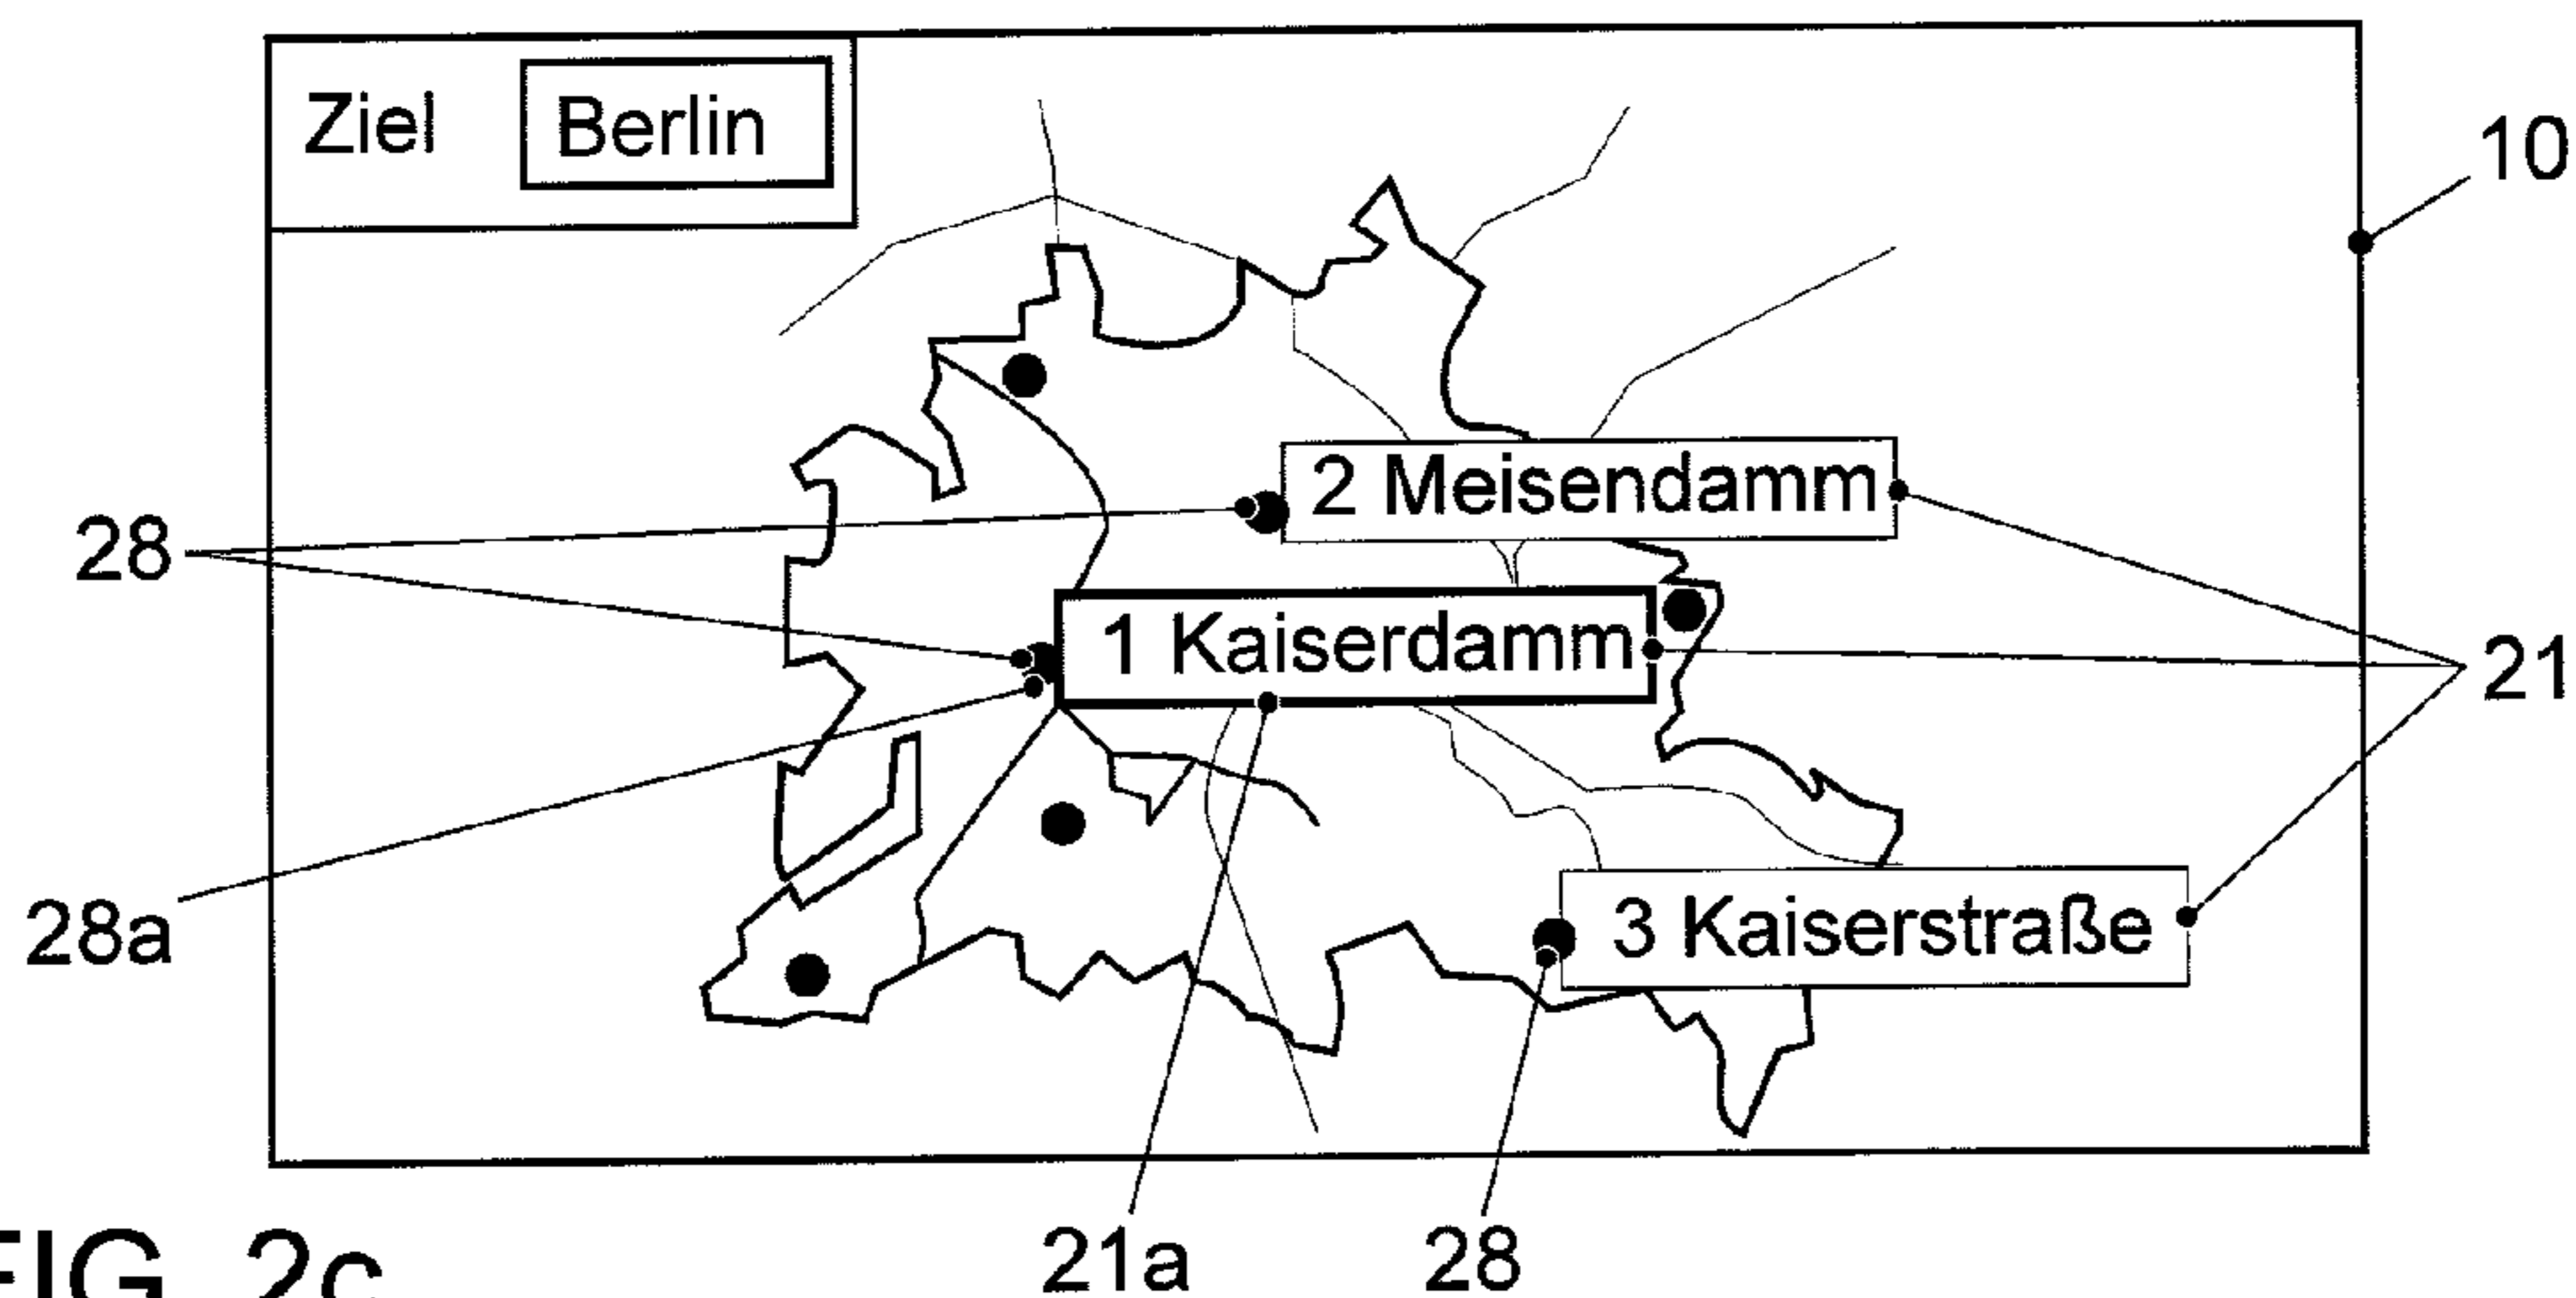 Ziel Berlin
10
2 Meisendamm
28
1 Kaiserdamm
21
28a
3 Kaiserstraße
21a 28
FIG. 2c